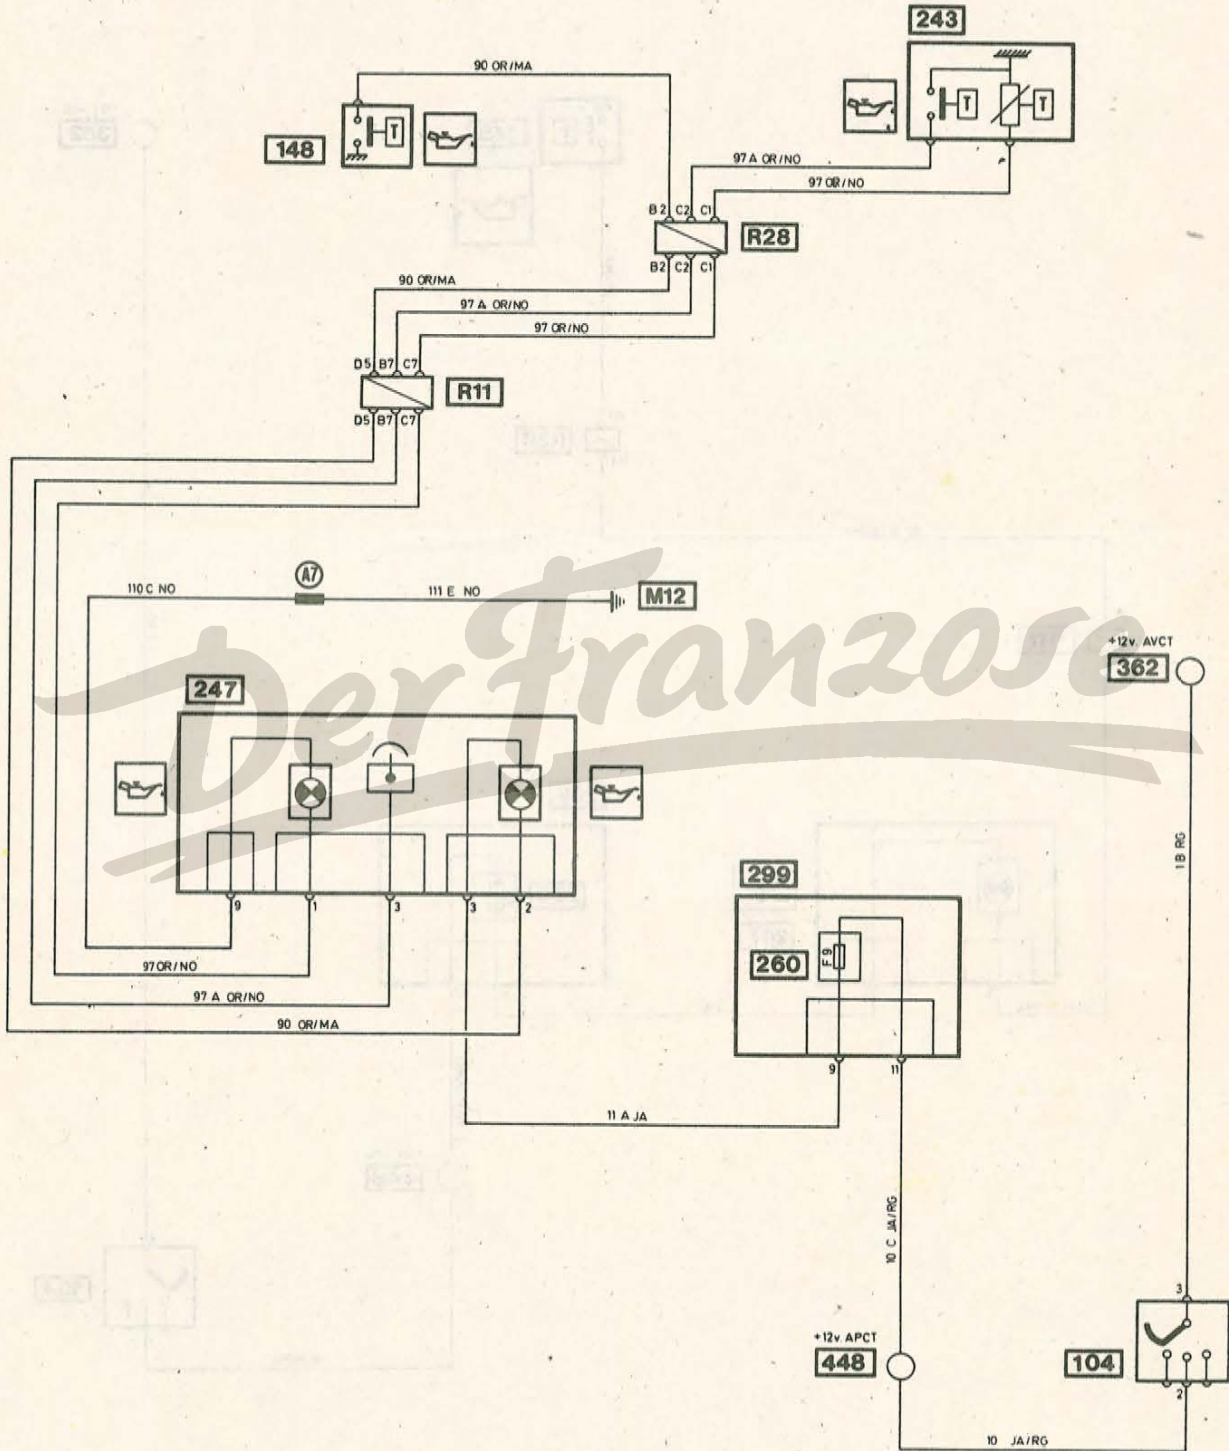 243
90 OR/MA
T
T
T
148
97 A OR/NO
97 OR/NO
B2 C2 C1
R28
B2 C2 C1
90 OR/MA
97 A OR/NO
97 OR/NO
D5 B7 C7
R11
D5 B7 C7
A7
110 C NO
111 E NO
M12
Der Franzose
+12v. AVCT
362
247
1 B RG
299
9 1 3 3 2
F9
260
97 OR/NO
97 A OR/NO
90 OR/MA
9 11
11 A JA
10 C JA/RG
3
+12v. APCT
448
104
2
10 JA/RG